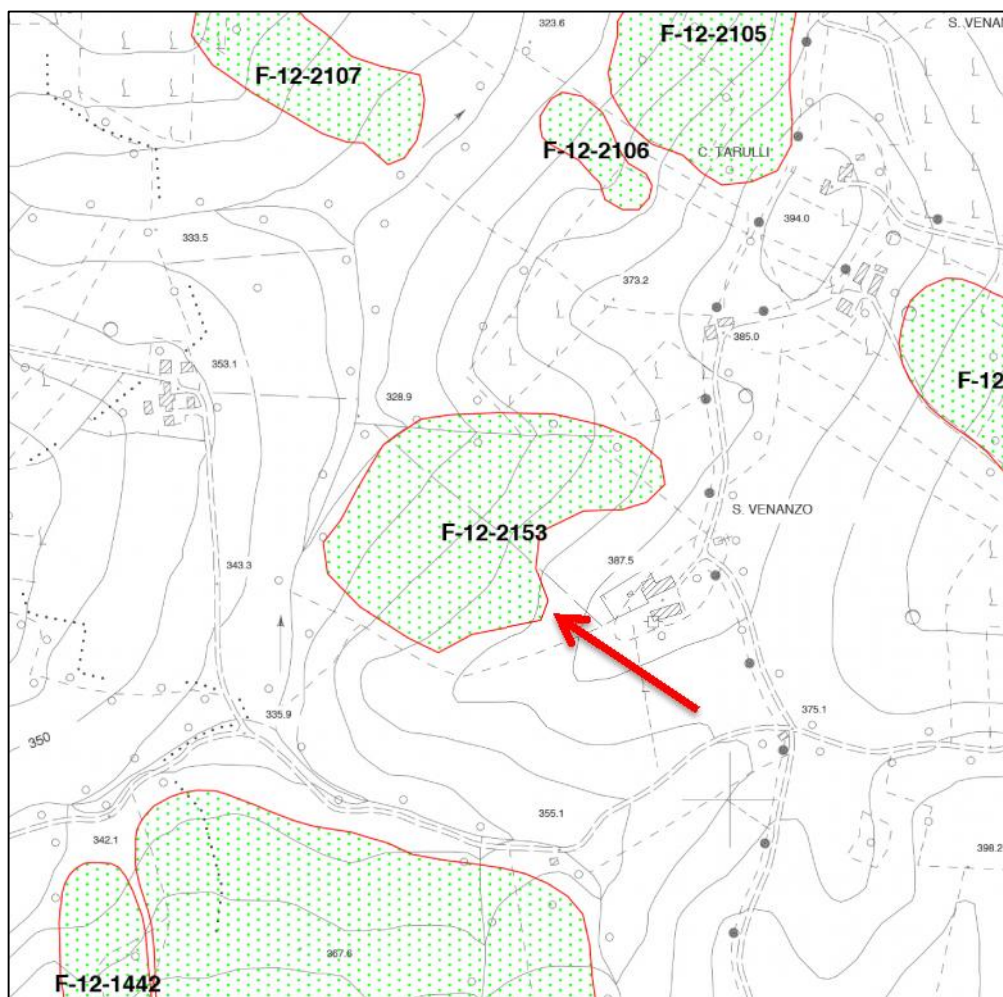 323.6
S. VENAN
F-12-2105
F-12-2107
F-12-2106
C. TARULLI
394.0
333.5
373.2
385.0
353.1
F-12
328.9
S. VENANZO
F-12-2153
387.5
343.3
335.9
375.1
350
355.1
342.1
398.2
367.6
F-12-1442